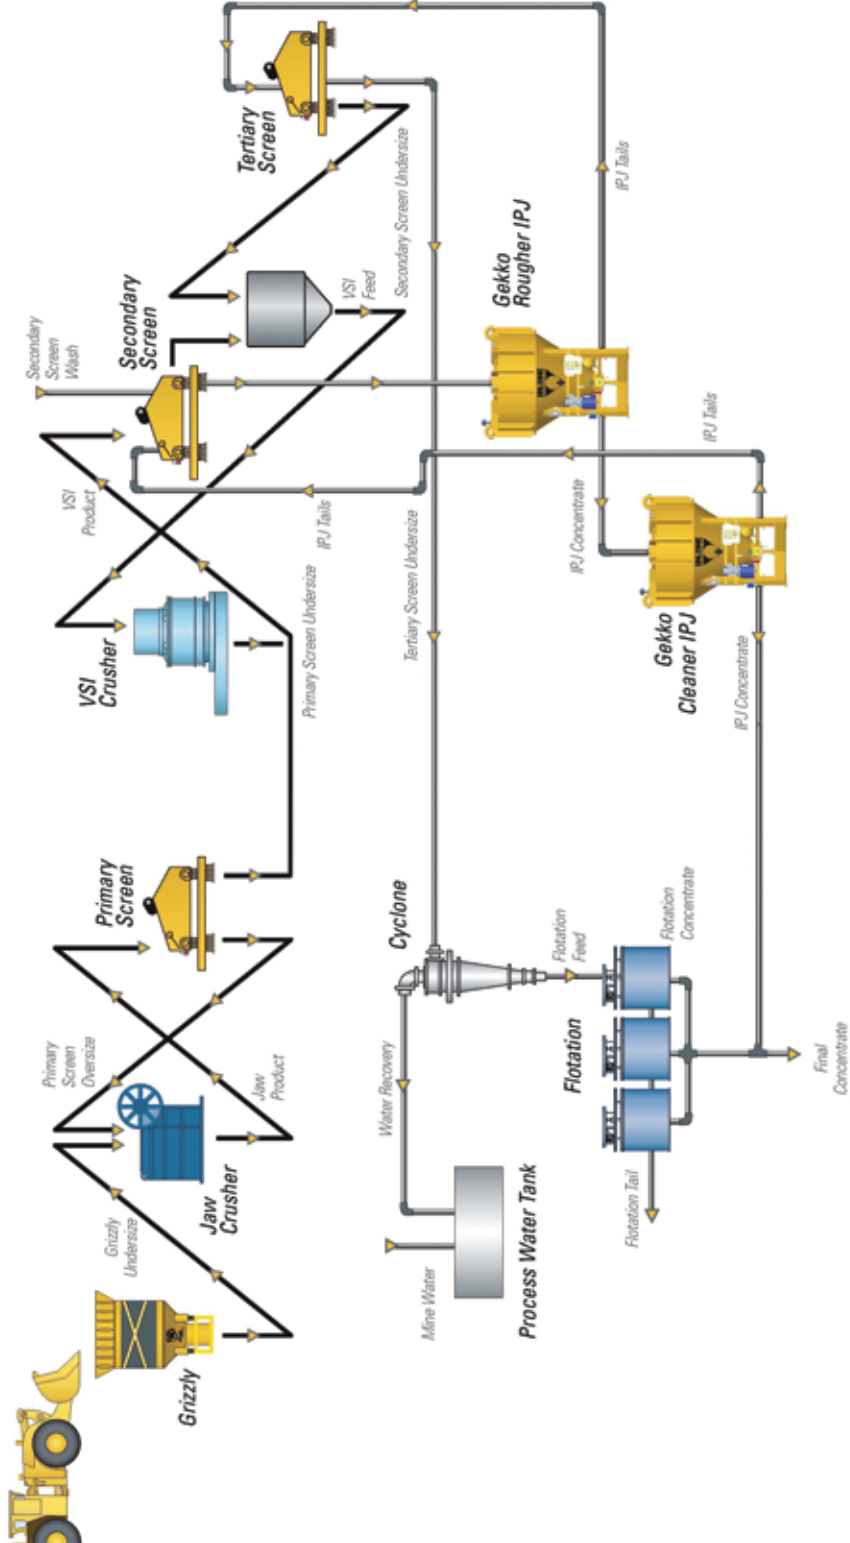 Grizzly
Grizzly
Undersize
Jaw
Crusher
Primary
Screen
Oversize
Jaw
Product
Primary
Screen
Primary Screen Undersize
VSI
Crusher
VSI
Product
Secondary
Screen
Wash
Secondary
Screen
VSI
Feed
Tertiary
Screen
Secondary Screen Undersize
IPJ Tails
Mine Water
Process Water Tank
Water Recovery
Cyclone
Tertiary Screen Undersize
Gekko
Rougher IPJ
IPJ Tails
IPJ Concentrate
Flotation
Feed
Flotation
Flotation Tail
Flotation
Concentrate
Gekko
Cleaner IPJ
IPJ Tails
IPJ Concentrate
Final
Concentrate